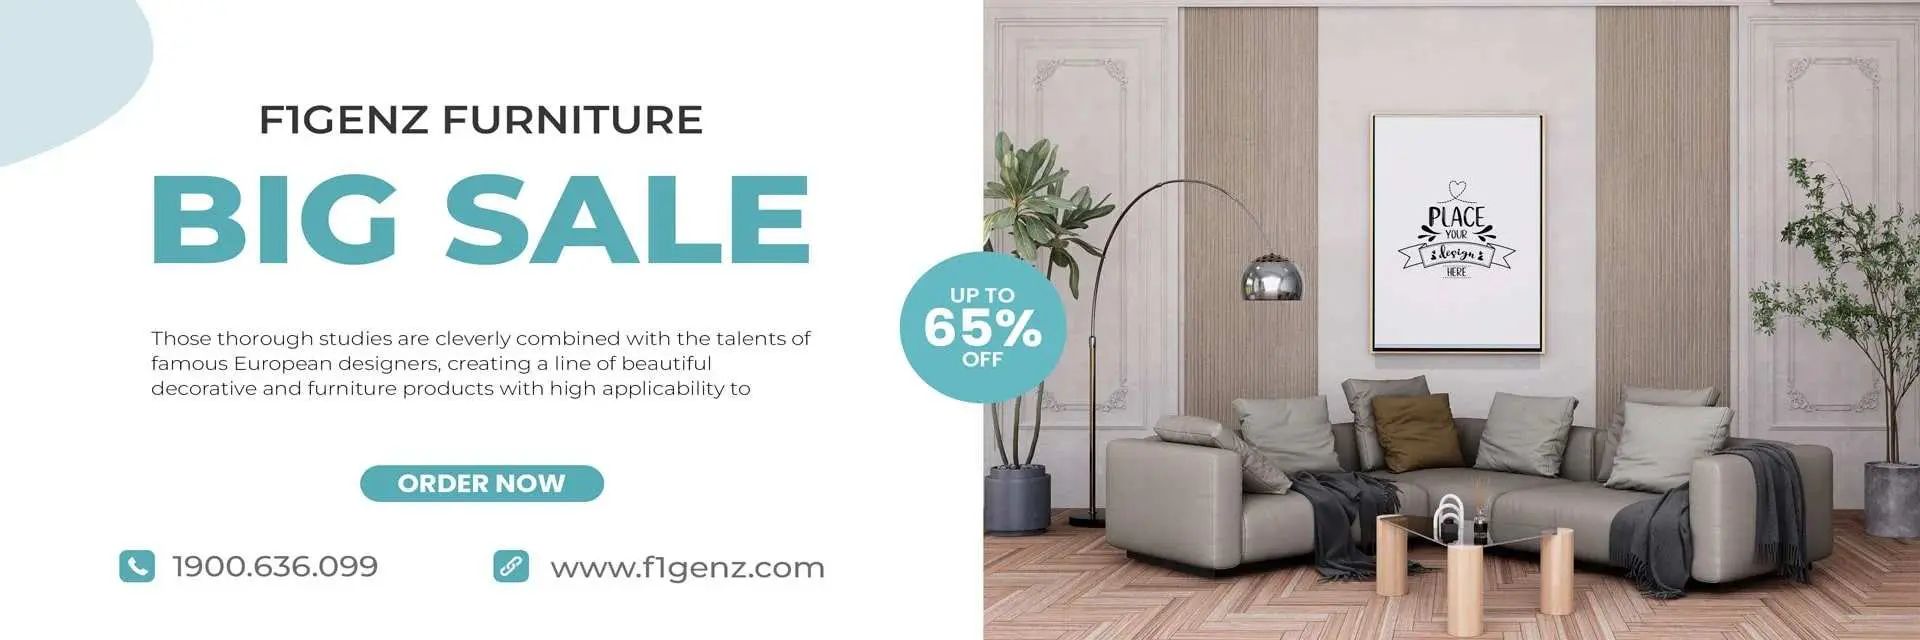 F1GENZ FURNITURE
BIG SALE
Those thorough studies are cleverly combined with the talents of
famous European designers, creating a line of beautiful
decorative and furniture products with high applicability to
ORDER NOW
1900.636.099
www.f1genz.com
UP TO
65%
OFF
PLACE
YOUR
design
HERE